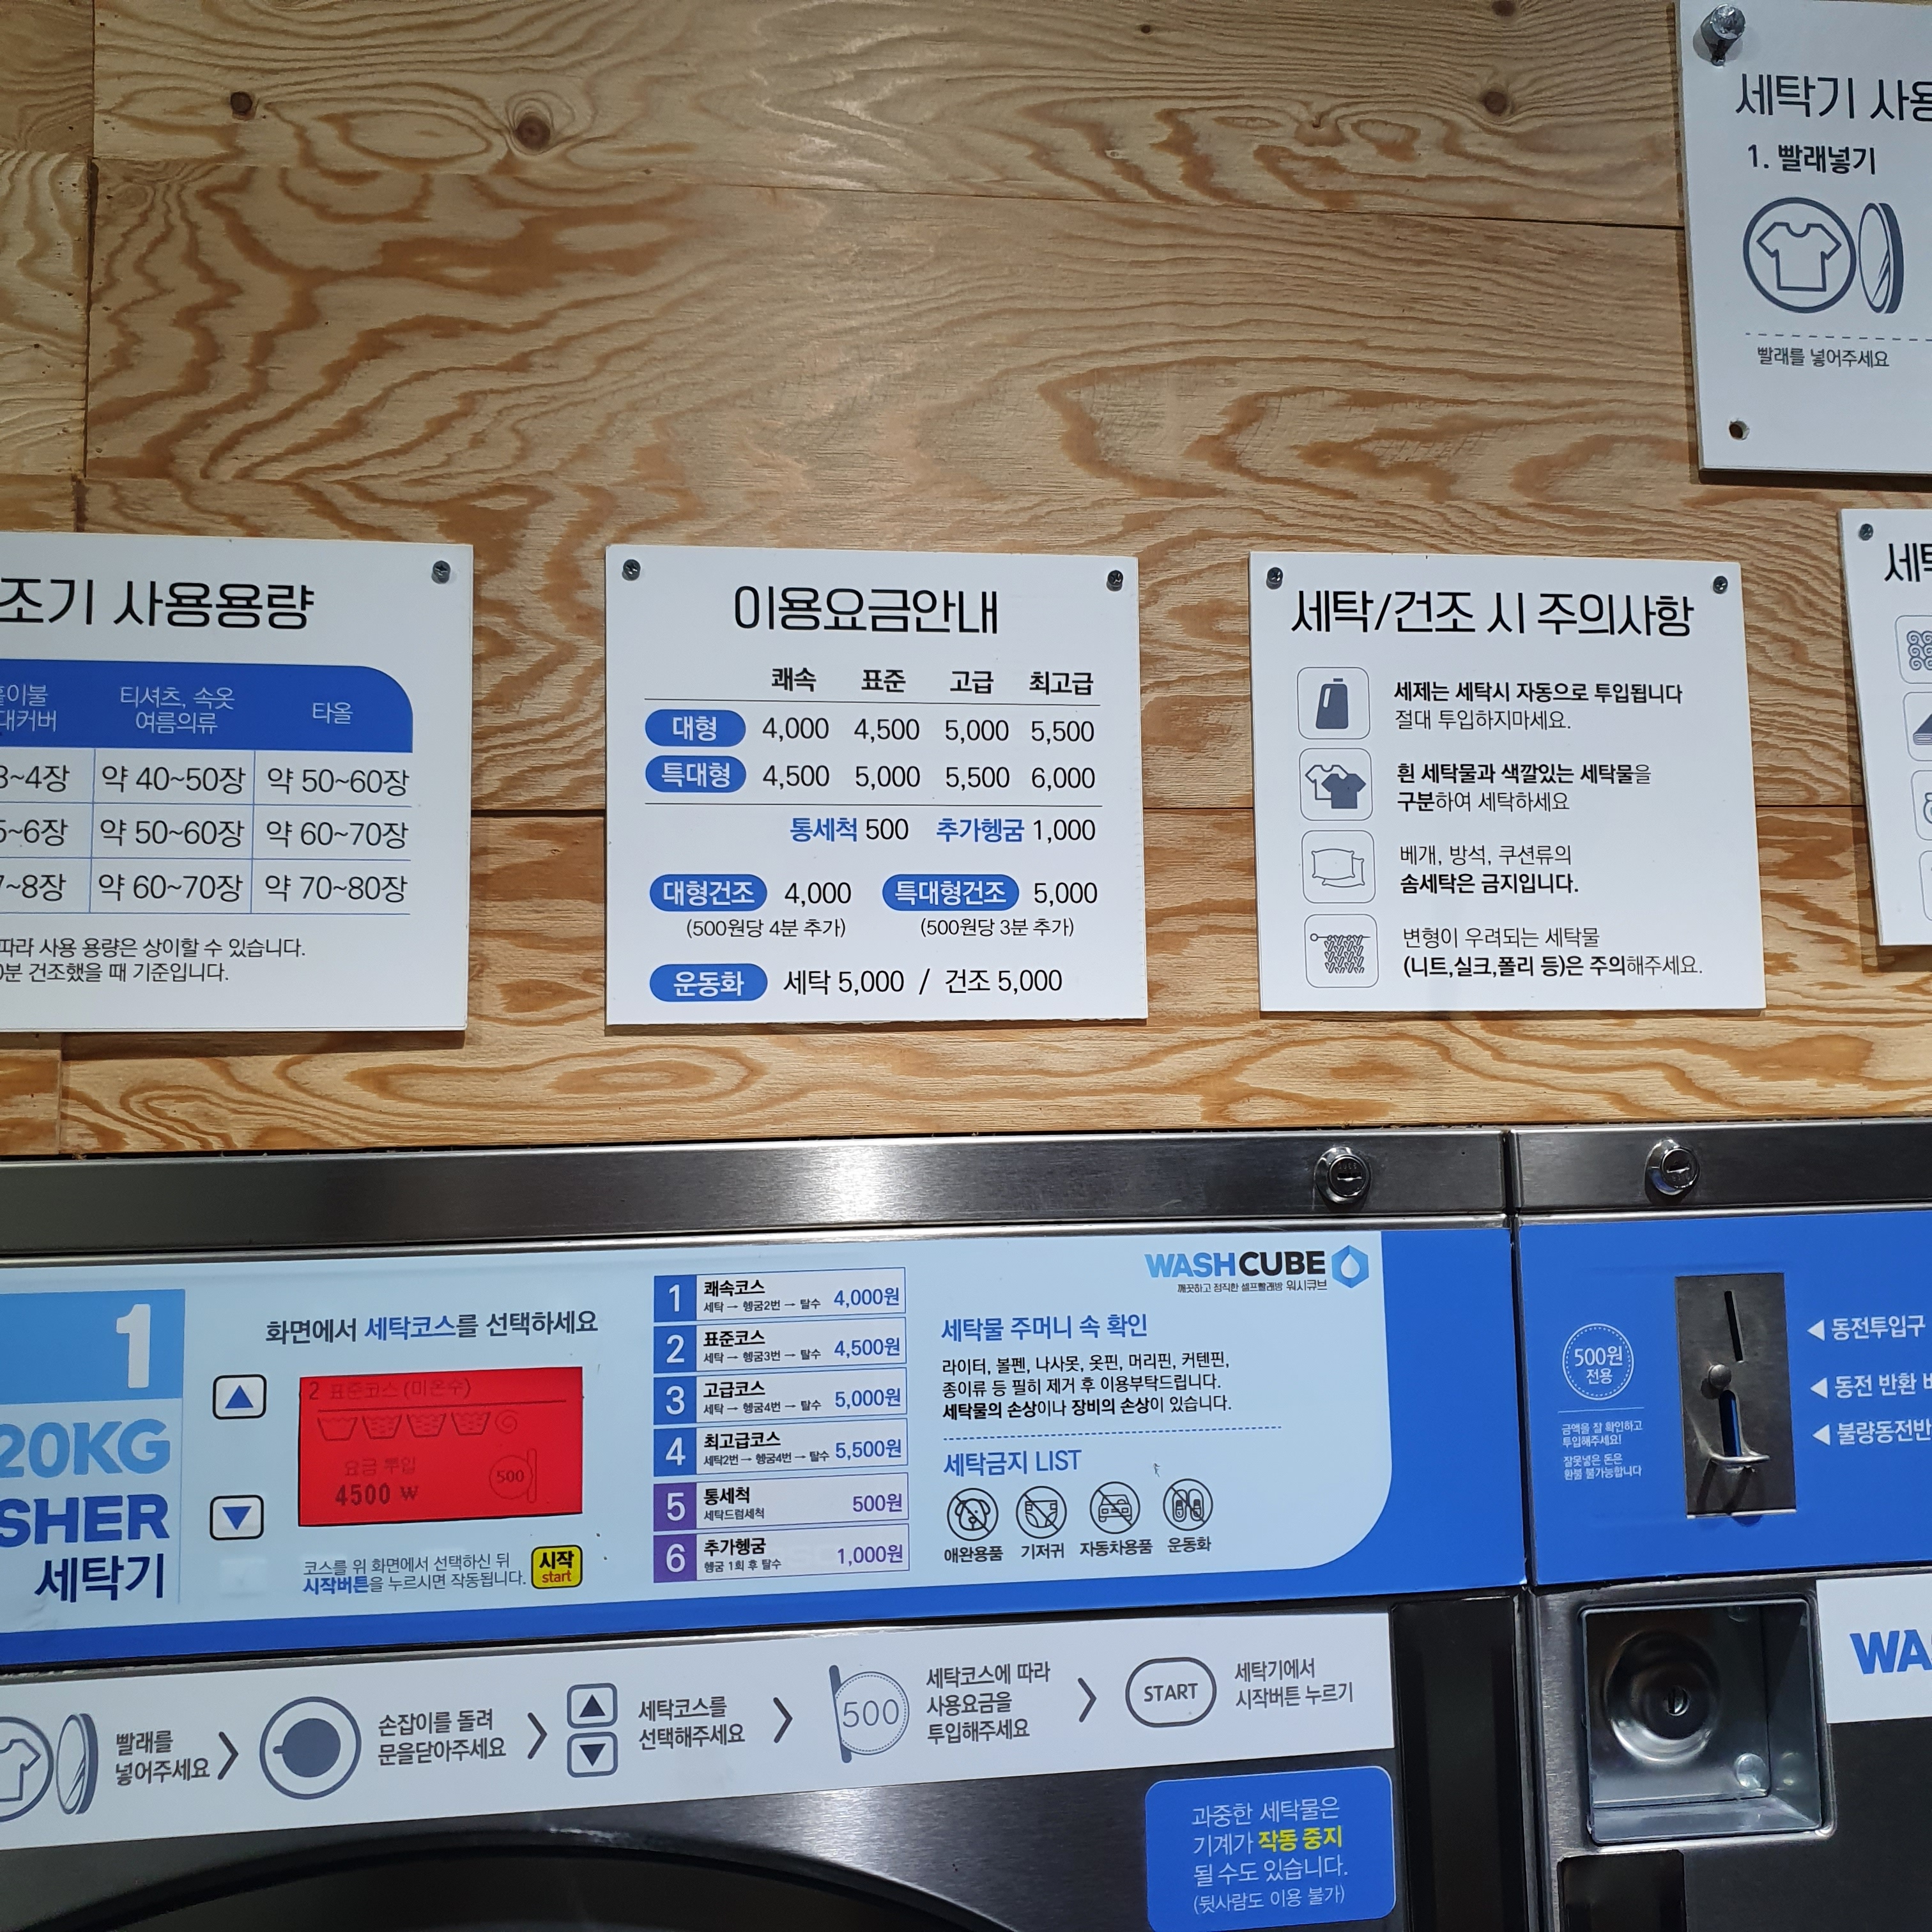 세탁기 사용
1. 빨래넣기
빨래를 넣어주세요
조기 사용용량
홑이불
대커버
티셔츠, 속옷
여름의류
타올
3~4장 약 40~50장 약 50~60장
5~6장 약 50~60장 약 60~70장
7~8장 약 60~70장 약 70~80장
따라 사용 용량은 상이할 수 있습니다.
0분 건조했을 때 기준입니다.
이용요금안내
쾌속 표준 고급 최고급
대형 4,000 4,500 5,000 5,500
특대형 4,500 5,000 5,500 6,000
통세척 500 추가헹굼 1,000
대형건조 4,000 특대형건조 5,000
(500원당 4분 추가) (500원당 3분 추가)
운동화 세탁 5,000 / 건조 5,000
세탁/건조 시 주의사항
세제는 세탁시 자동으로 투입됩니다
절대 투입하지마세요.
흰 세탁물과 색깔있는 세탁물을
구분하여 세탁하세요
베개, 방석, 쿠션류의
솜세탁은 금지입니다.
변형이 우려되는 세탁물
(니트,실크,폴리 등)은 주의해주세요.
세탁
1
20KG
SHER
세탁기
화면에서 세탁코스를 선택하세요
2 표준코스 (미온수)
요금 투입
4500 ₩
500
코스를 위 화면에서 선택하신 뒤
시작버튼을 누르시면 작동됩니다.
시작
start
1 쾌속코스
세탁 → 헹굼2번 → 탈수 4,000원
2 표준코스
세탁 → 헹굼3번 → 탈수 4,500원
3 고급코스
세탁 → 헹굼4번 → 탈수 5,000원
4 최고급코스
세탁2번 → 헹굼4번 → 탈수 5,500원
5 통세척
세탁드럼세척 500원
6 추가헹굼
헹굼 1회 후 탈수 1,000원
WASHCUBE
깨끗하고 정직한 셀프빨래방 워시큐브
세탁물 주머니 속 확인
라이터, 볼펜, 나사못, 옷핀, 머리핀, 커텐핀,
종이류 등 필히 제거 후 이용부탁드립니다.
세탁물의 손상이나 장비의 손상이 있습니다.
세탁금지 LIST
애완용품 기저귀 자동차용품 운동화
500원
전용
금액을 잘 확인하고
투입해주세요!
잘못넣은 돈은
환불 불가능합니다
◀ 동전투입구
◀ 동전 반환
◀ 불량동전반
빨래를
넣어주세요
손잡이를 돌려
문을닫아주세요
세탁코스를
선택해주세요
500
세탁코스에 따라
사용요금을
투입해주세요
START
세탁기에서
시작버튼 누르기
WA
과중한 세탁물은
기계가 작동 중지
될 수도 있습니다.
(뒷사람도 이용 불가)